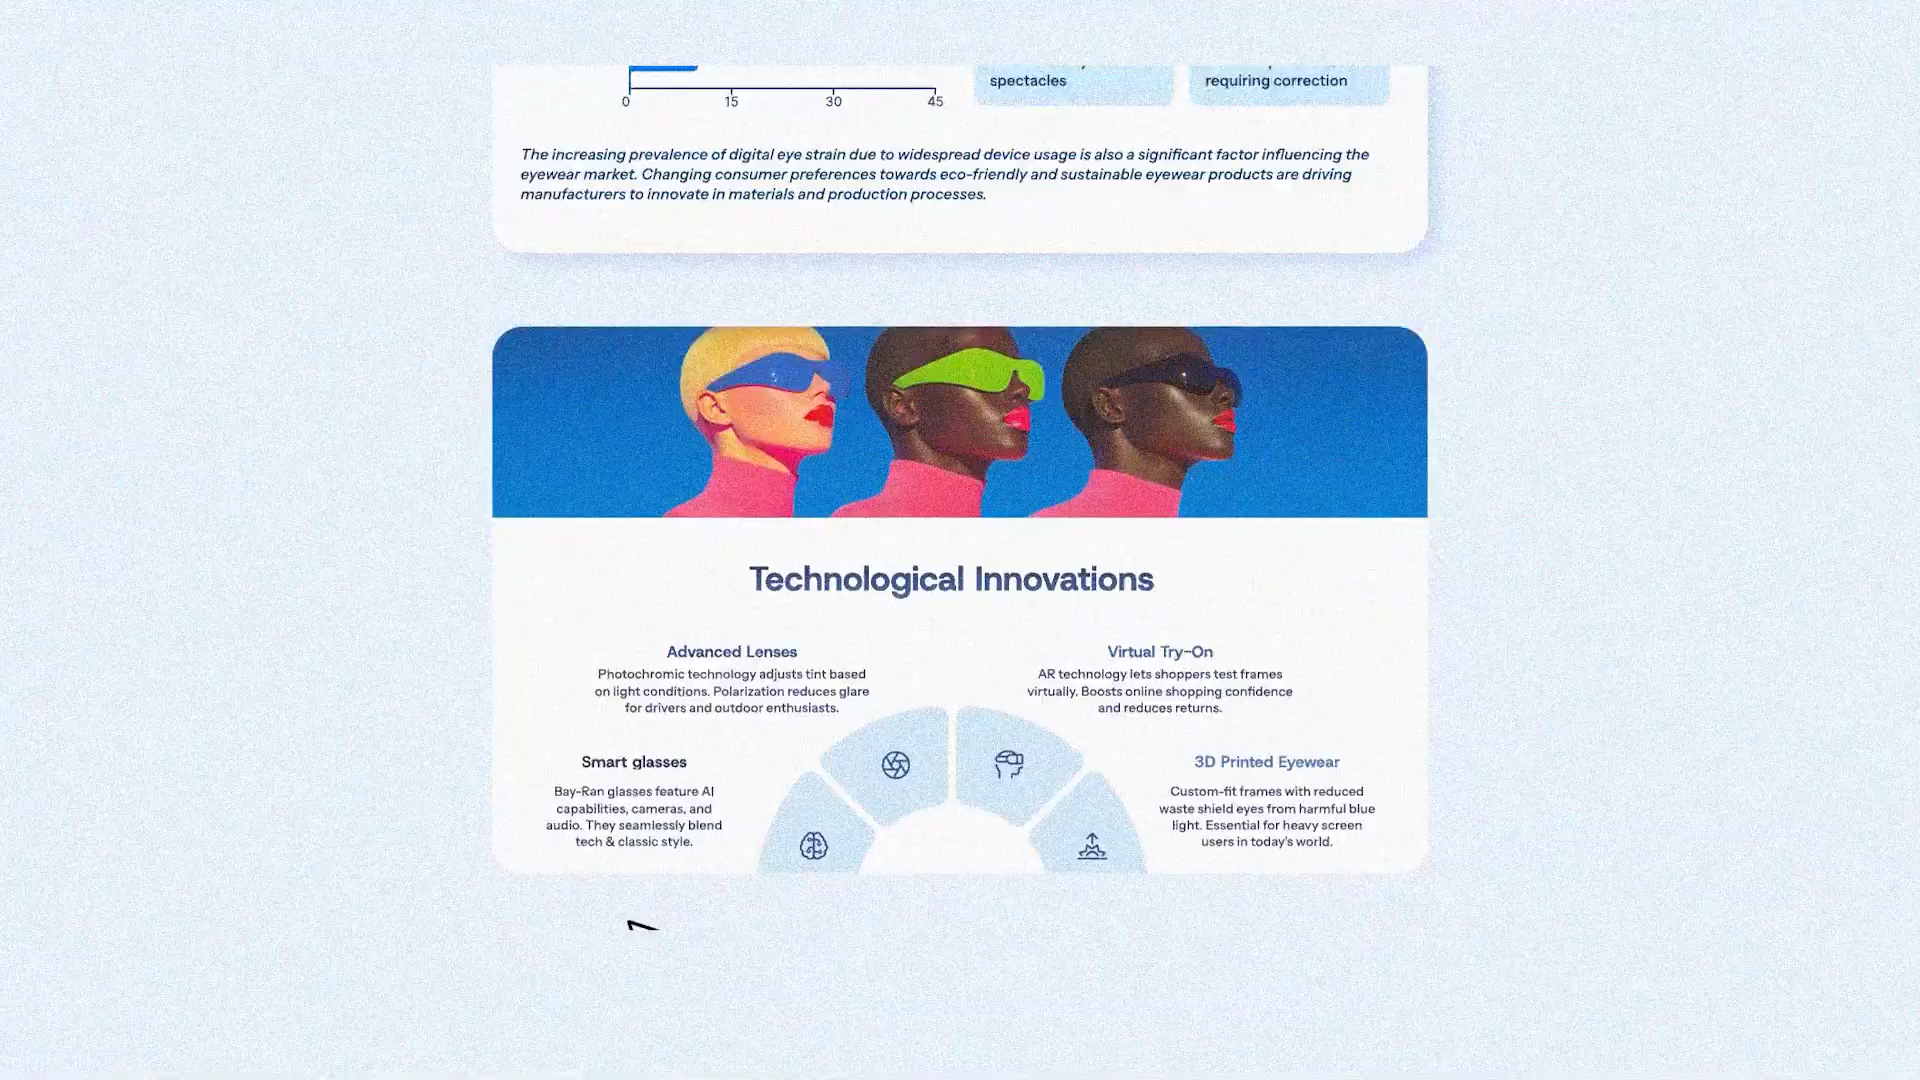 spectacles
requiring correction
0 15 30 45
The increasing prevalence of digital eye strain due to widespread device usage is also a significant factor influencing the
eyewear market. Changing consumer preferences towards eco-friendly and sustainable eyewear products are driving
manufacturers to innovate in materials and production processes.
Technological Innovations
Advanced Lenses
Photochromic technology adjusts tint based
on light conditions. Polarization reduces glare
for drivers and outdoor enthusiasts.
Virtual Try-On
AR technology lets shoppers test frames
virtually. Boosts online shopping confidence
and reduces returns.
Smart glasses
Bay-Ran glasses feature AI
capabilities, cameras, and
audio. They seamlessly blend
tech & classic style.
3D Printed Eyewear
Custom-fit frames with reduced
waste shield eyes from harmful blue
light. Essential for heavy screen
users in today's world.